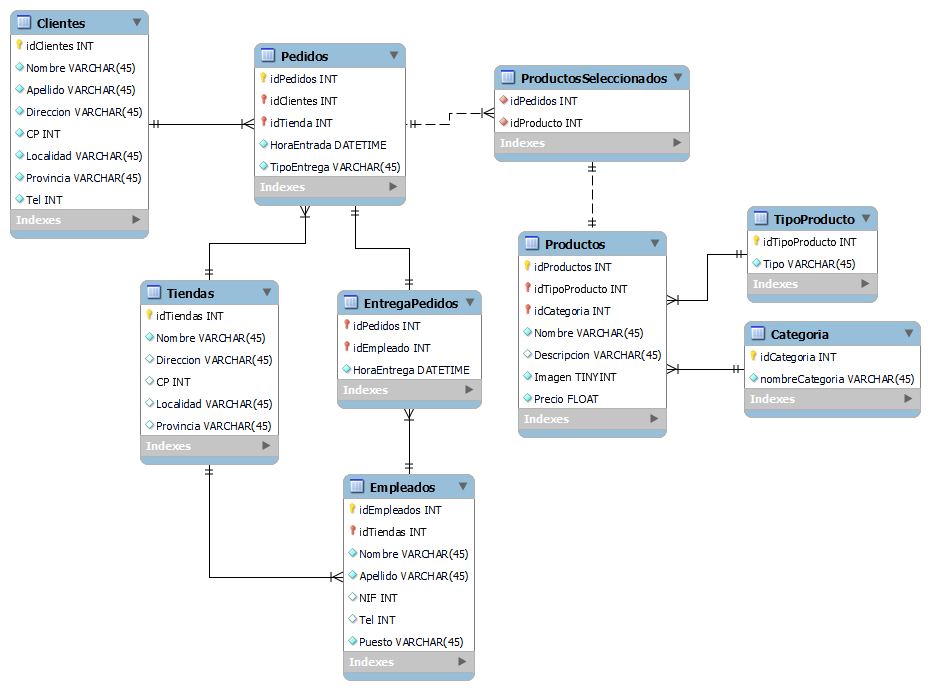 Clientes
idClientes INT
Nombre VARCHAR(45)
Apellido VARCHAR(45)
Direccion VARCHAR(45)
CP INT
Localidad VARCHAR(45)
Provincia VARCHAR(45)
Tel INT
Indexes
Pedidos
idPedidos INT
idClientes INT
idTienda INT
HoraEntrada DATETIME
TipoEntrega VARCHAR(45)
Indexes
ProductosSeleccionados
idPedidos INT
idProducto INT
Indexes
TipoProducto
idTipoProducto INT
Tipo VARCHAR(45)
Indexes
Productos
idProductos INT
idTipoProducto INT
idCategoria INT
Nombre VARCHAR(45)
Descripcion VARCHAR(45)
Imagen TINYINT
Precio FLOAT
Indexes
Categoria
idCategoria INT
nombreCategoria VARCHAR(45)
Indexes
Tiendas
idTiendas INT
Nombre VARCHAR(45)
Direccion VARCHAR(45)
CP INT
Localidad VARCHAR(45)
Provincia VARCHAR(45)
Indexes
EntregaPedidos
idPedidos INT
idEmpleado INT
HoraEntrega DATETIME
Indexes
Empleados
idEmpleados INT
idTiendas INT
Nombre VARCHAR(45)
Apellido VARCHAR(45)
NIF INT
Tel INT
Puesto VARCHAR(45)
Indexes